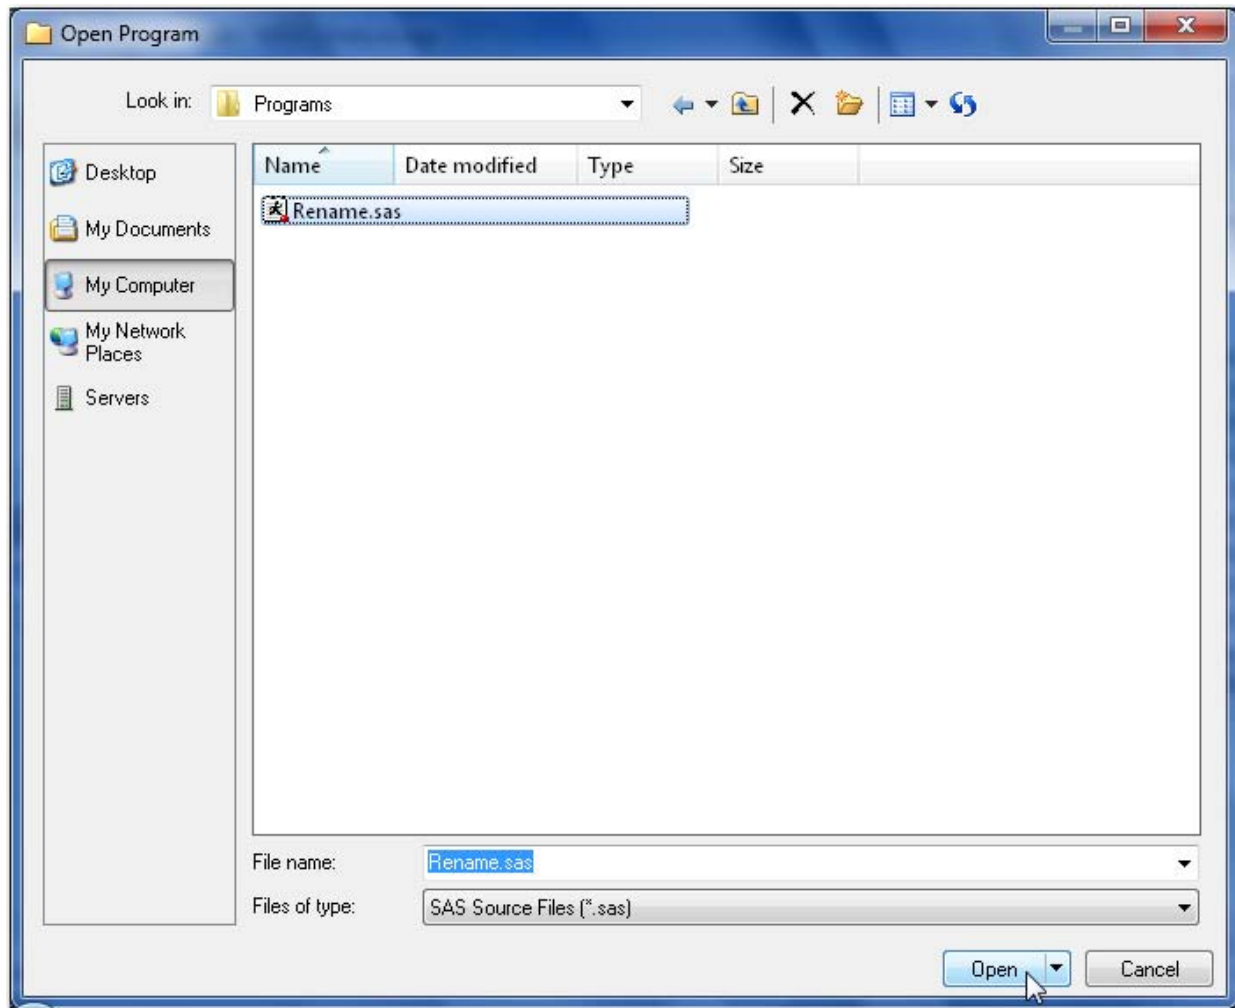 Open Program
Look in: Programs
Desktop
My Documents
My Computer
My Network
Places
Servers
Name Date modified Type Size
Rename.sas
File name: Rename.sas
Files of type: SAS Source Files (*.sas)
Open Cancel